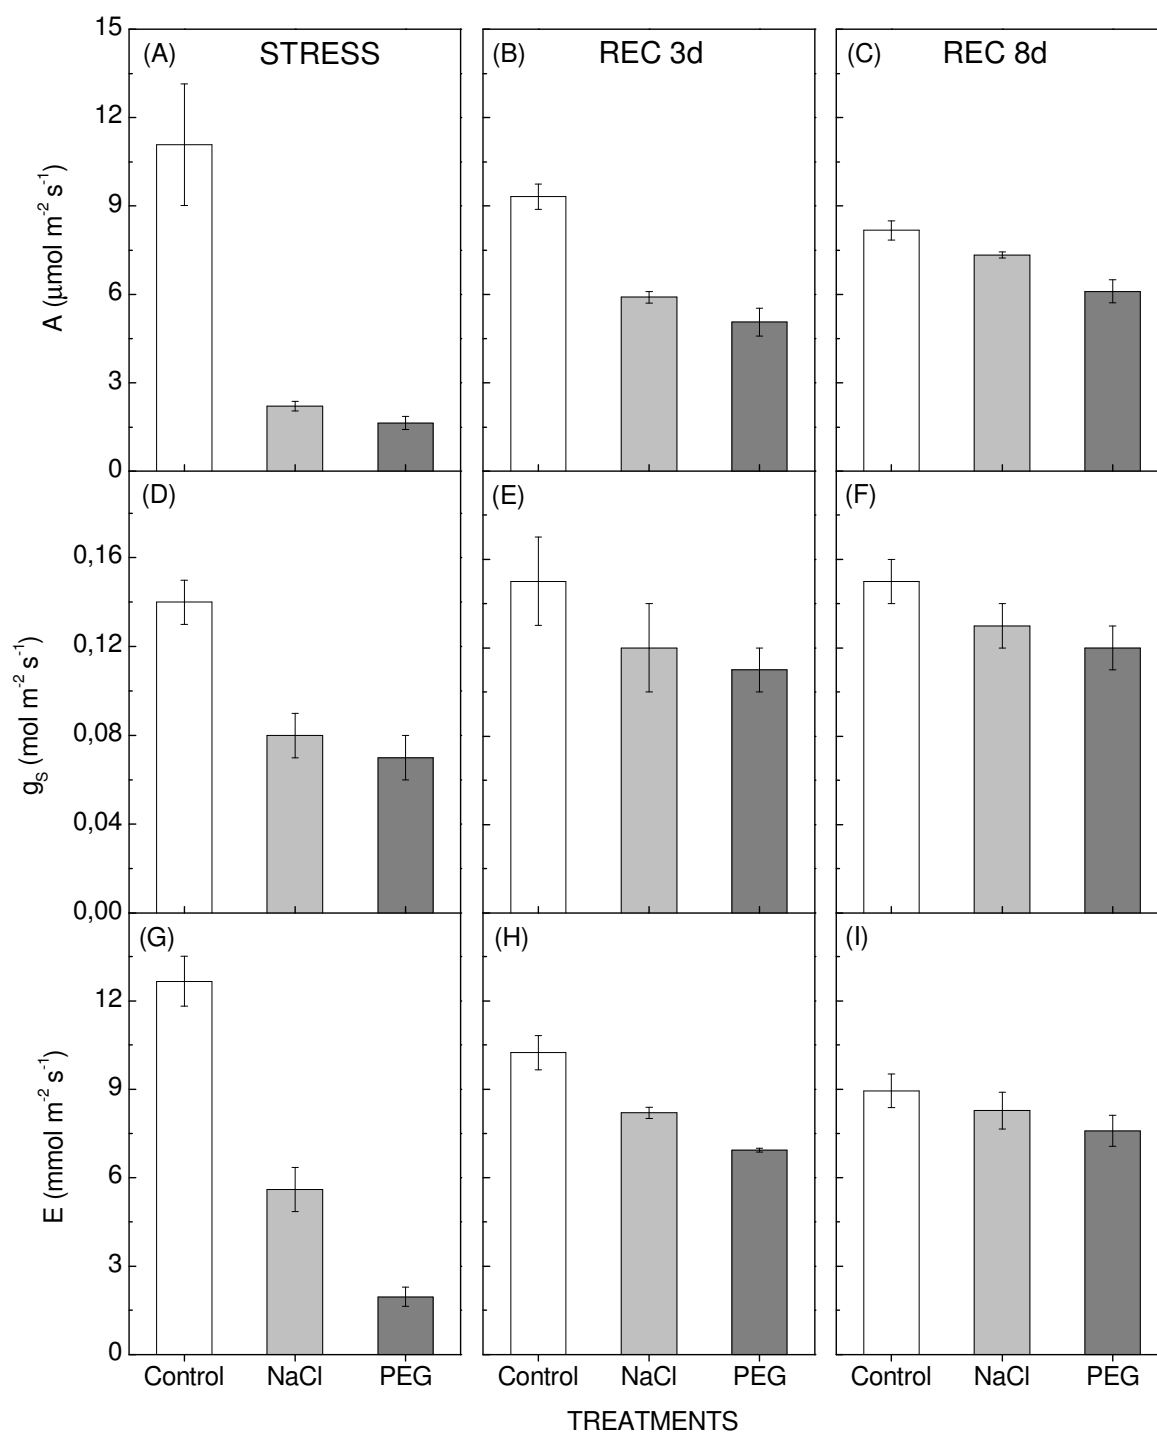 (A) STRESS
(B) REC 3d
(C) REC 8d
15
12
9
6
3
0
A (μmol m⁻² s⁻¹)
(D)
(E)
(F)
0,16
0,12
0,08
0,04
0,00
gₛ (mol m⁻² s⁻¹)
(G)
(H)
(I)
12
9
6
3
0
E (mmol m⁻² s⁻¹)
Control NaCl PEG
Control NaCl PEG
Control NaCl PEG
TREATMENTS